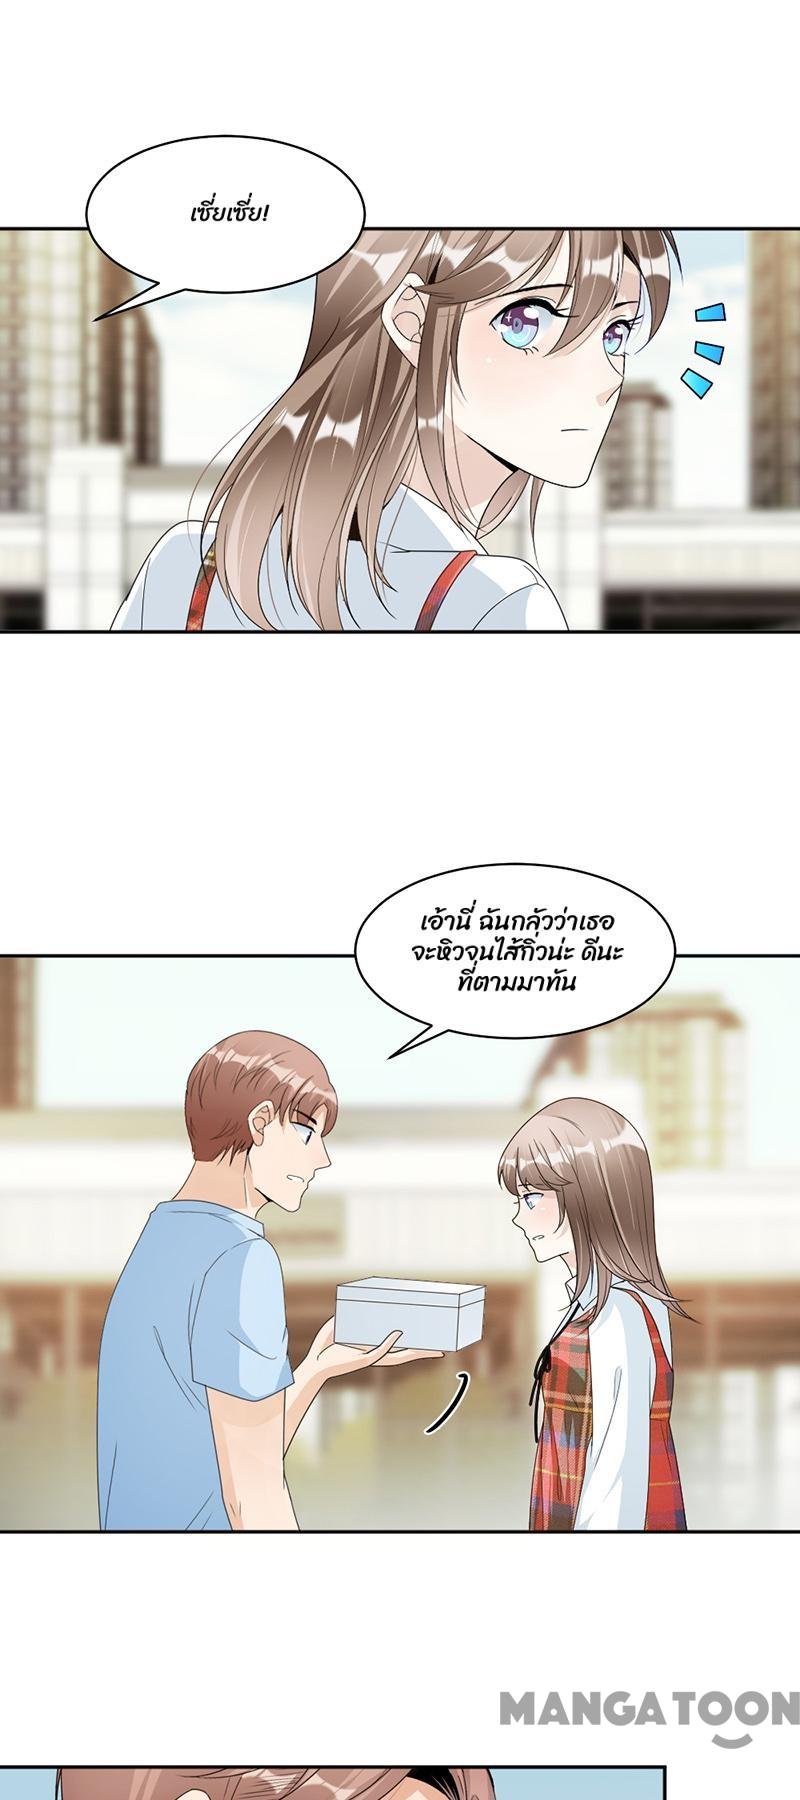 เซี่ยเซี่ย!
เอ้านี่ ฉันกลัวว่าเธอ
จะหิวจนไส้กิ่วน่ะ ดีนะ
ที่ตามมาทัน
MANGATOON